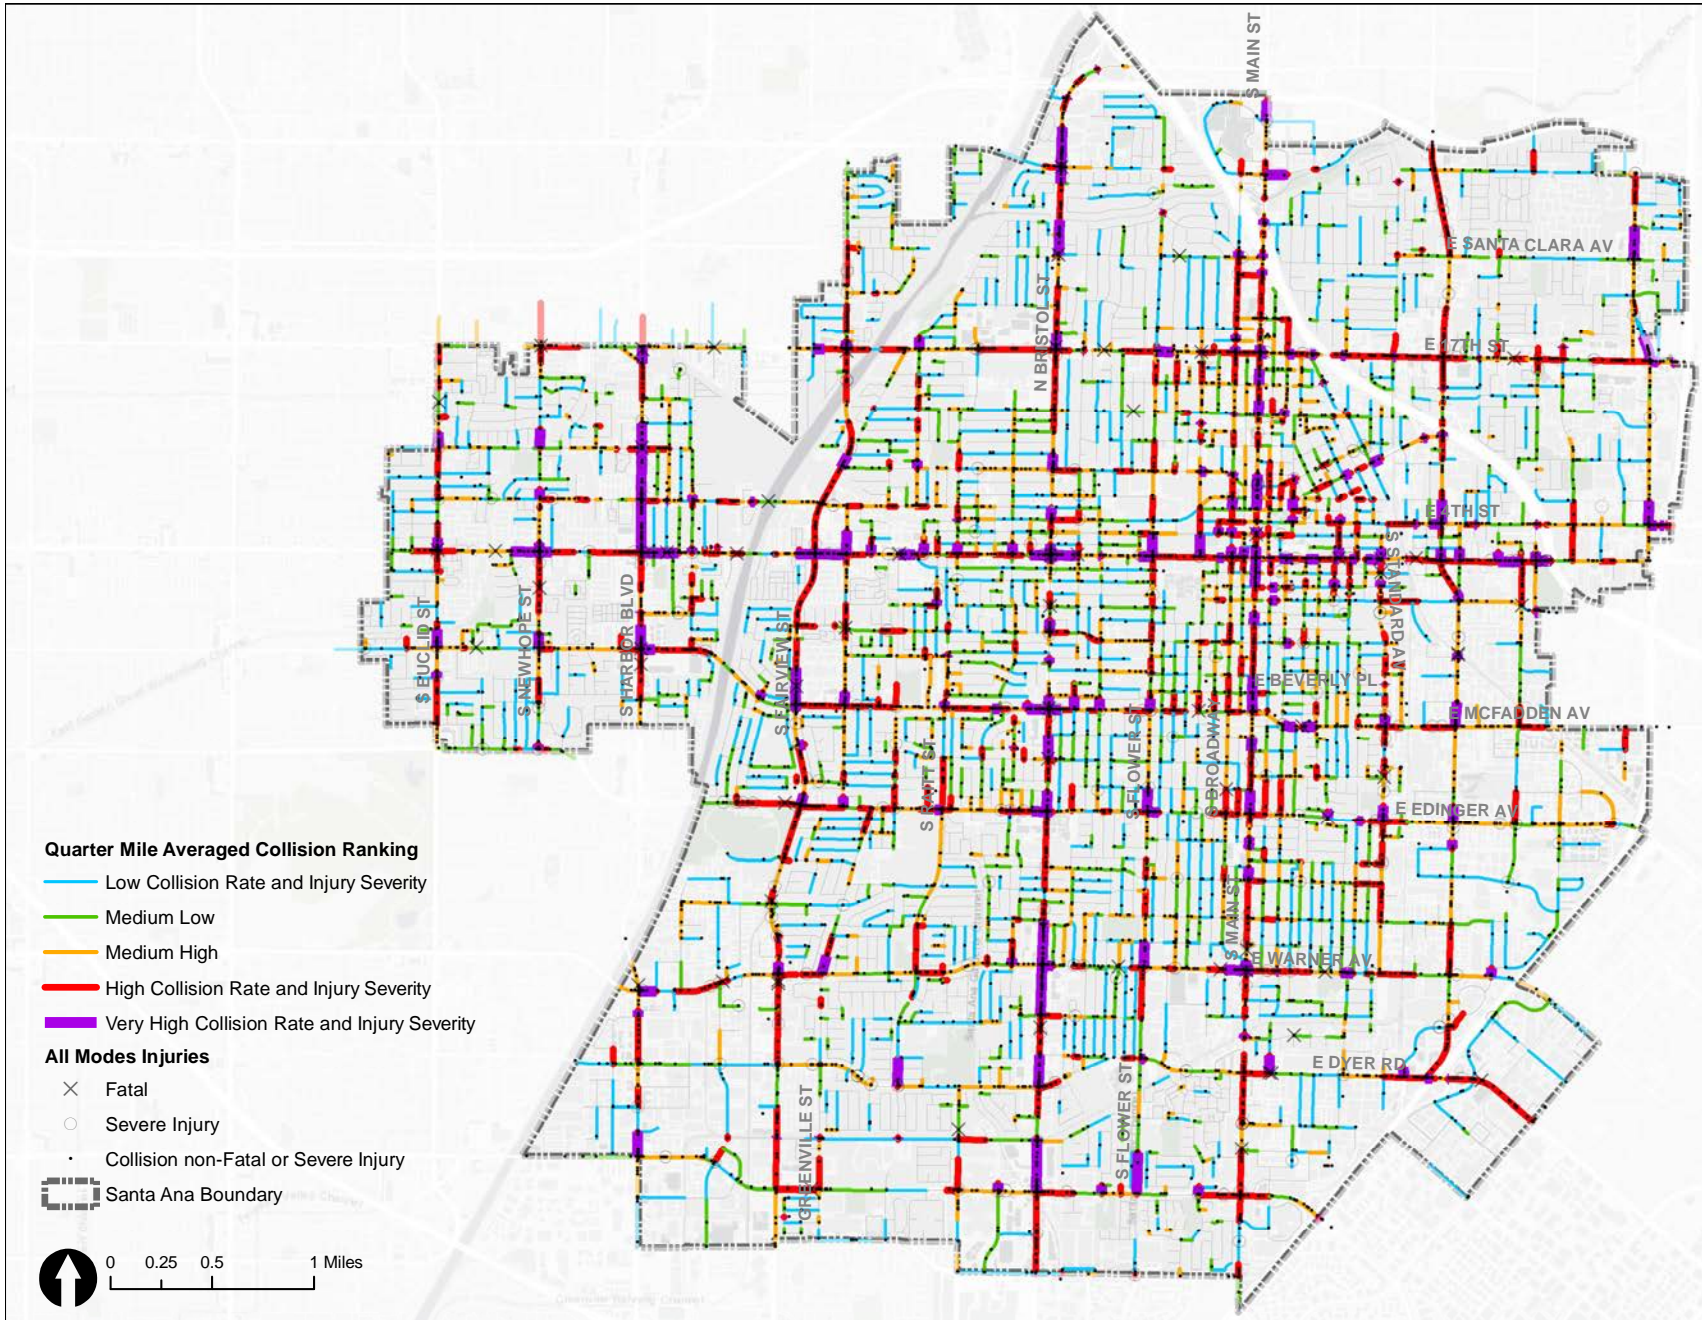 S MAIN ST
E SANTA CLARA AV
N BRISTOL ST
E 17TH ST
E 4TH ST
S STANDARD AV
S EUCLID ST
S NEWHOPE ST
S HARBOR BLVD
S FAIRVIEW ST
E BEVERLY PL
E MCFADDEN AV
S FLOWER ST
S BROADWAY
S RAITT ST
E EDINGER AV
S MAIN ST
E WARNER AV
E DYER RD
GREENVILLE ST
S FLOWER ST
Quarter Mile Averaged Collision Ranking
Low Collision Rate and Injury Severity
Medium Low
Medium High
High Collision Rate and Injury Severity
Very High Collision Rate and Injury Severity
All Modes Injuries
Fatal
Severe Injury
Collision non-Fatal or Severe Injury
Santa Ana Boundary
0 0.25 0.5 1 Miles